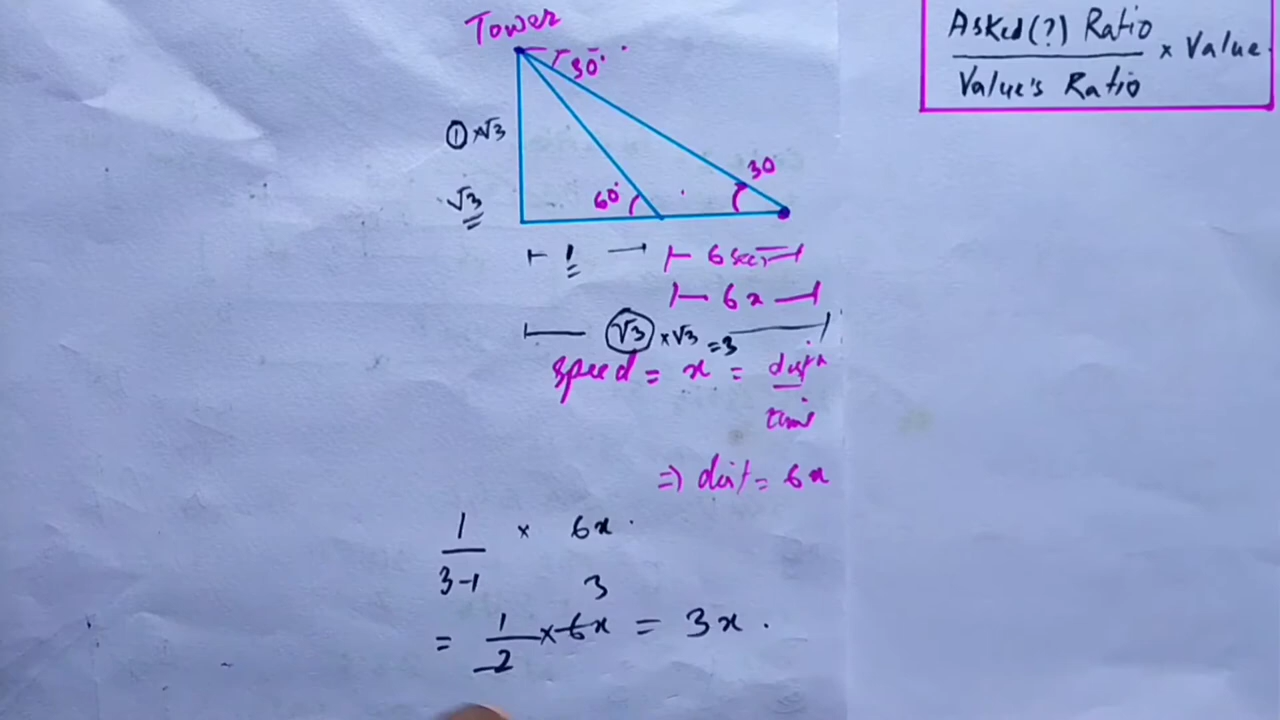 Tower
30°
① × √3
√3
60°
30
1
6 sec
6x
√3 × √3 = 3
speed = x = dist n
time
⇒ dist = 6x
1/3-1 × 6x
3
= 1/2 × 6x = 3x.
Asked(?) Ratio
Value's Ratio
× Value